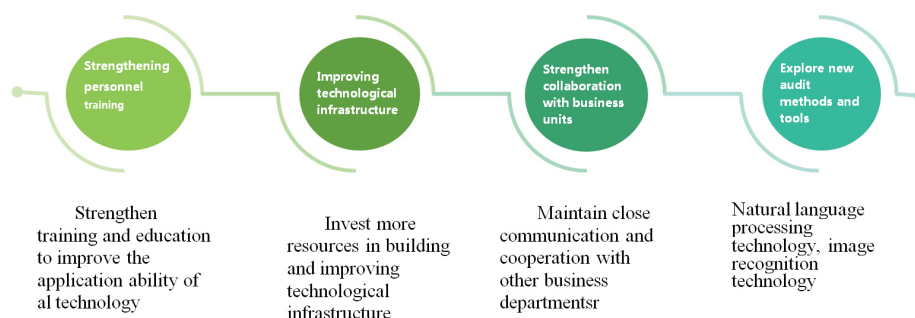 Strengthening
personnel
training
Improving
technological
infrastructure
Strengthen
collaboration
with business
units
Explore new
audit
methods and
tools
Strengthen
training and education
to improve the
application ability of
al technology
Invest more
resources in building
and improving
technological
infrastructure
Maintain close
communication and
cooperation with
other business
departmentsr
Natural language
processing
technology, image
recognition
technology